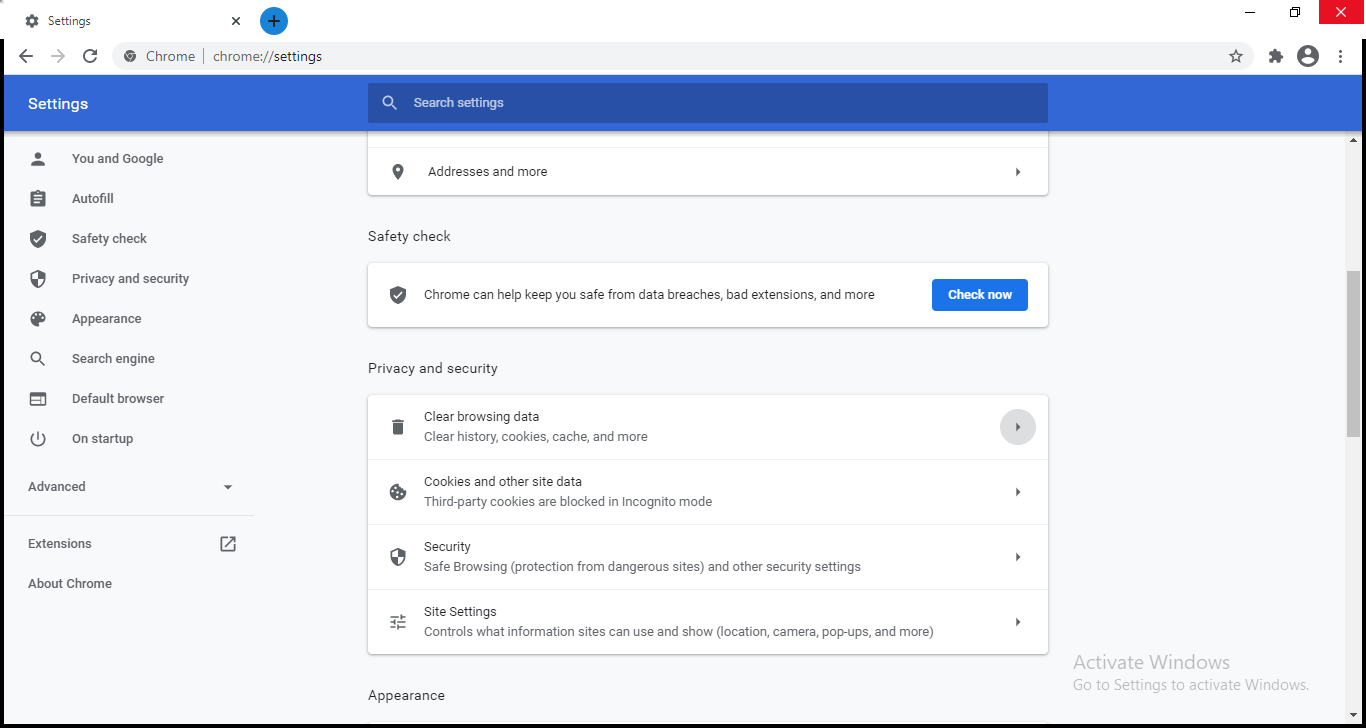 Settings
Chrome
chrome://settings
Settings
Search settings
You and Google
Autofill
Safety check
Privacy and security
Appearance
Search engine
Default browser
On startup
Advanced
Extensions
About Chrome
Addresses and more
Safety check
Chrome can help keep you safe from data breaches, bad extensions, and more
Check now
Privacy and security
Clear browsing data
Clear history, cookies, cache, and more
Cookies and other site data
Third-party cookies are blocked in Incognito mode
Security
Safe Browsing (protection from dangerous sites) and other security settings
Site Settings
Controls what information sites can use and show (location, camera, pop-ups, and more)
Appearance
Activate Windows
Go to Settings to activate Windows.